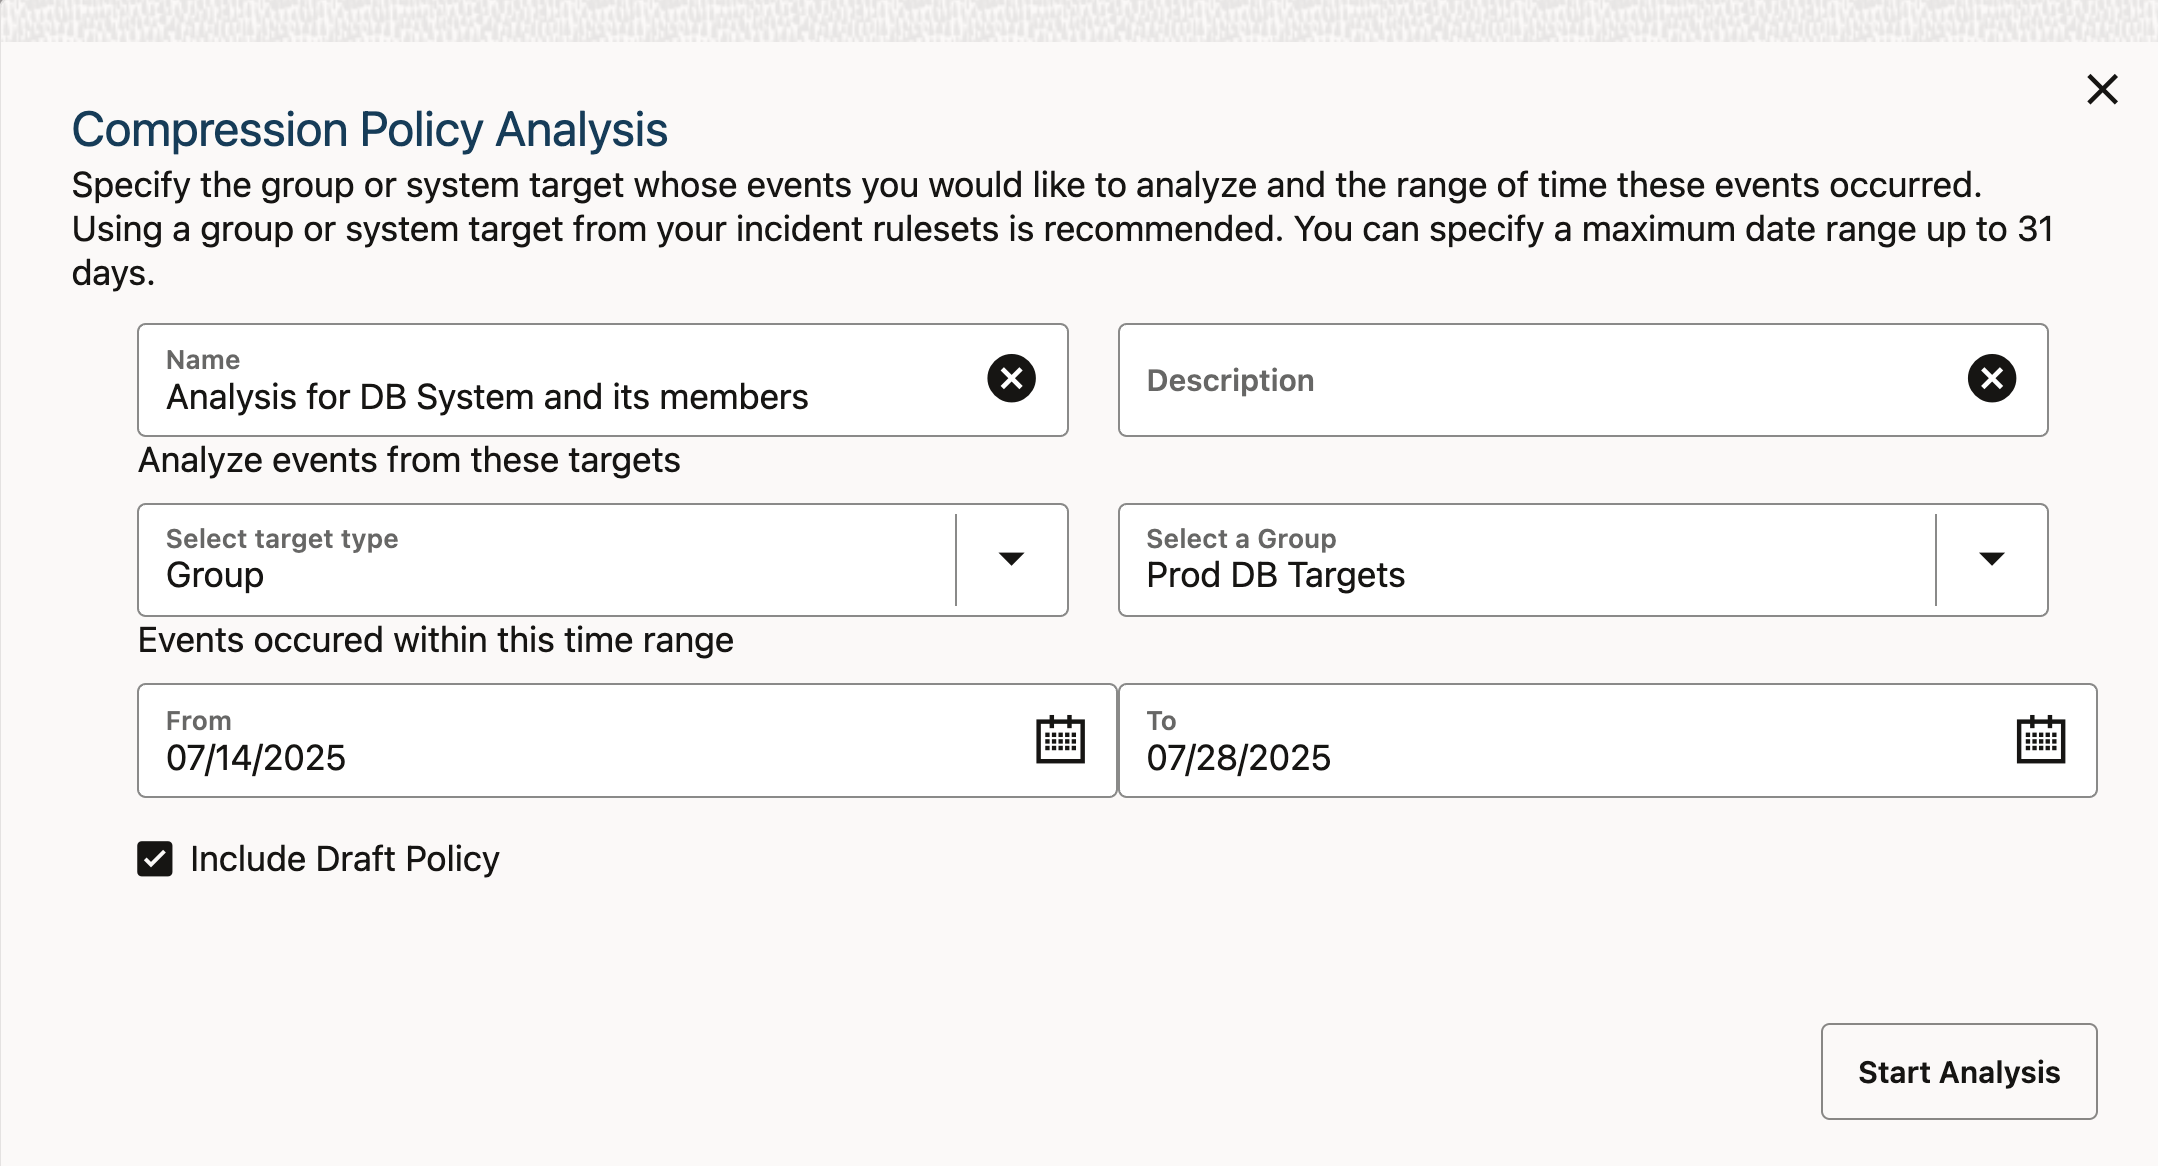 Compression Policy Analysis
Specify the group or system target whose events you would like to analyze and the range of time these events occurred.
Using a group or system target from your incident rulesets is recommended. You can specify a maximum date range up to 31
days.
Name
Analysis for DB System and its members
Description
Analyze events from these targets
Select target type
Group
Select a Group
Prod DB Targets
Events occured within this time range
From
07/14/2025
To
07/28/2025
Include Draft Policy
Start Analysis